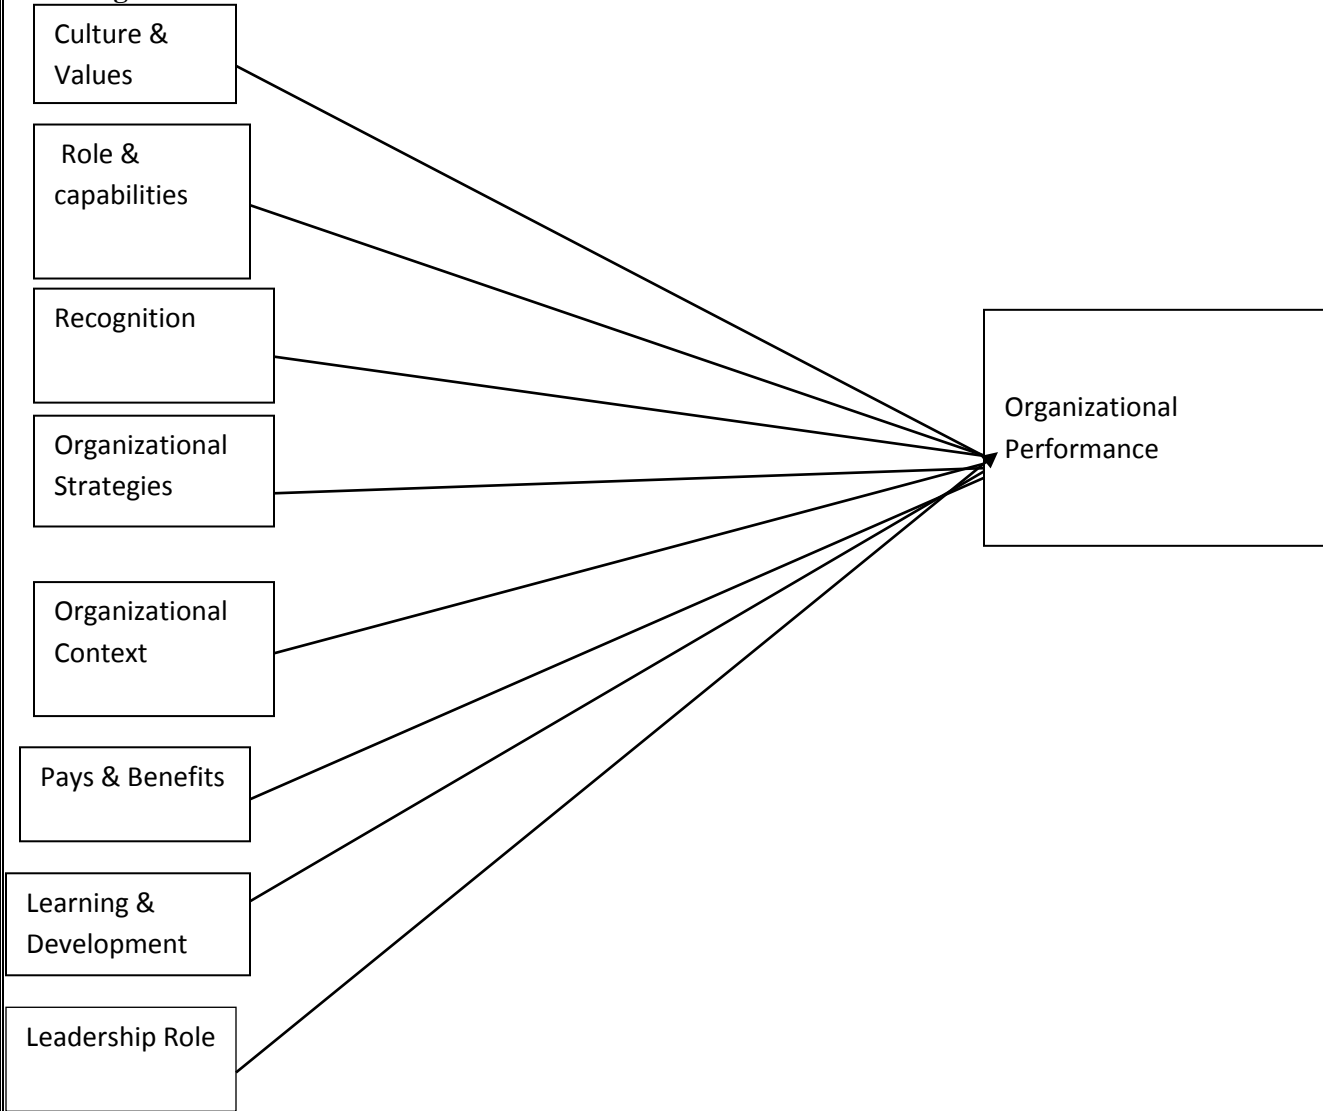 Culture &
Values
Role &
capabilities
Recognition
Organizational
Strategies
Organizational
Context
Pays & Benefits
Learning &
Development
Leadership Role
Organizational
Performance